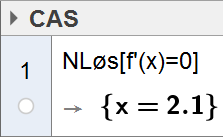 CAS
1
NLøs[f'(x)=0]
→ {x = 2.1}